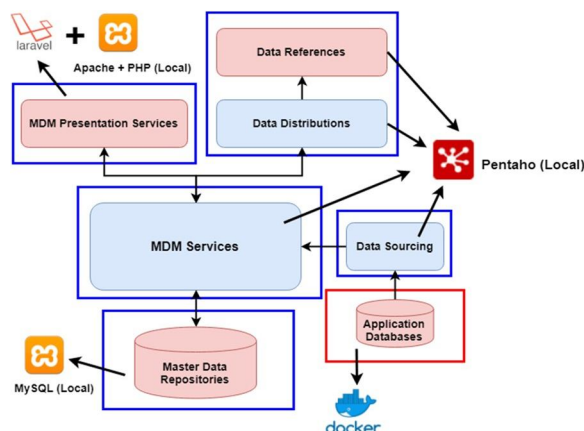 laravel
+
Apache + PHP (Local)
Data References
MDM Presentation Services
Data Distributions
Pentaho (Local)
MDM Services
Data Sourcing
Application
Databases
Master Data
Repositories
MySQL (Local)
docker